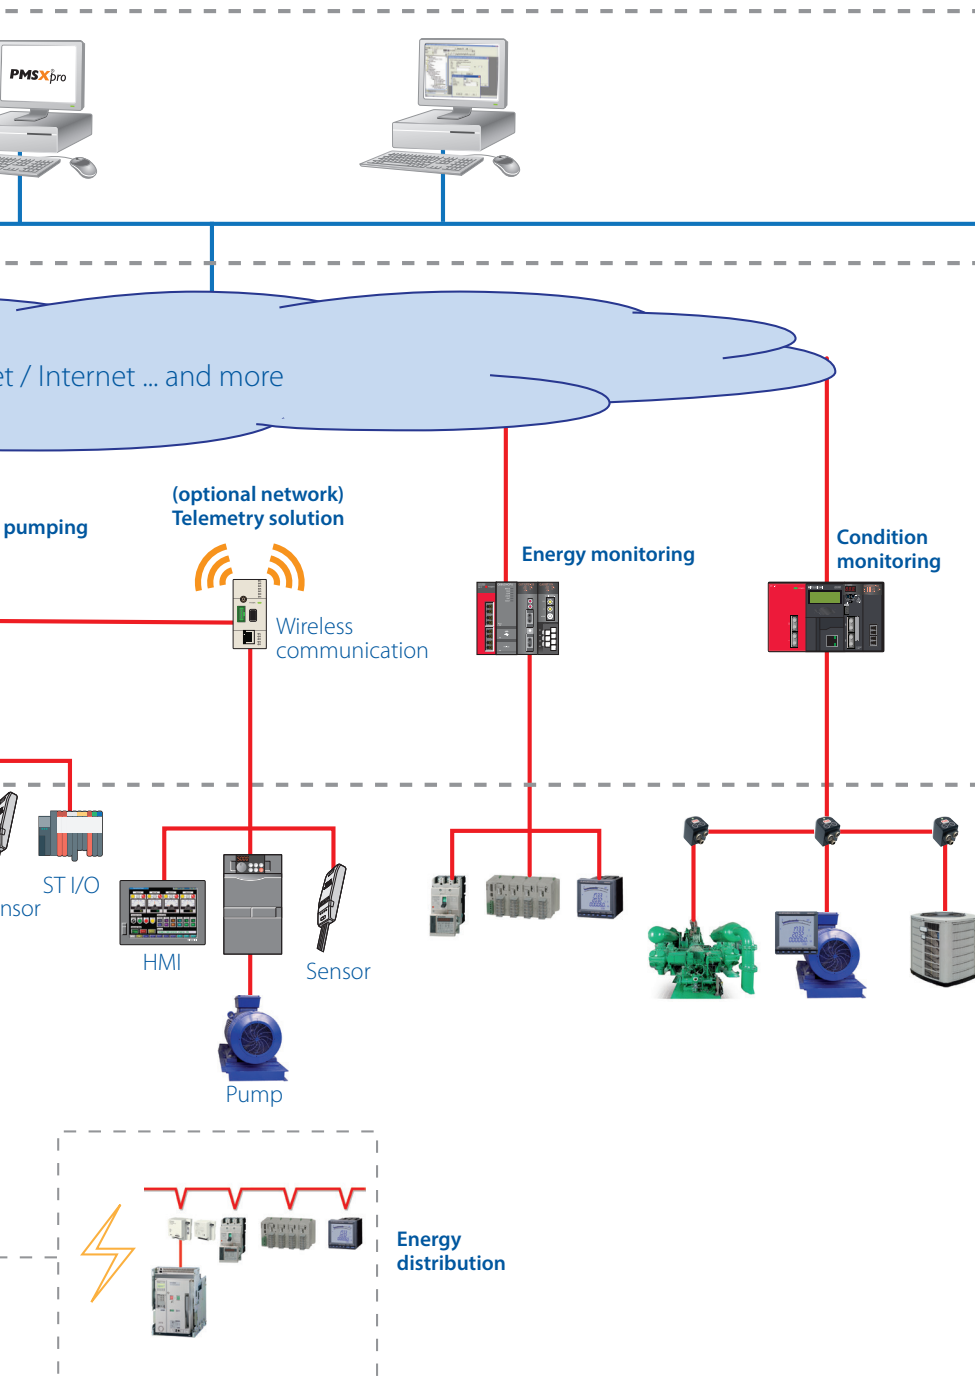 PMSXpro
et / Internet ... and more
(optional network)
Telemetry solution
pumping
Energy monitoring
Condition
monitoring
Wireless
communication
ST I/O
nsor
HMI
Sensor
Pump
Energy
distribution